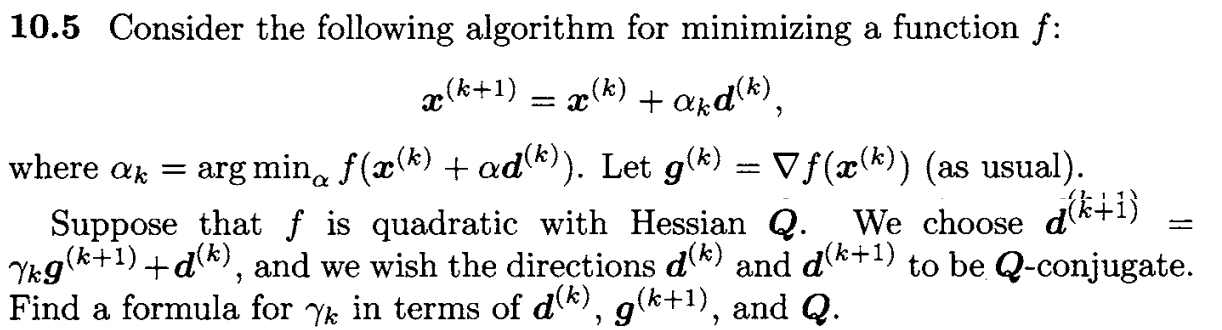 10.5 Consider the following algorithm for minimizing a function f:
x^(k+1) = x^(k) + α_k d^(k),
where α_k = arg min_α f(x^(k) + αd^(k)). Let g^(k) = ∇f(x^(k)) (as usual).
Suppose that f is quadratic with Hessian Q. We choose d^(k+1) =
γ_k g^(k+1) + d^(k), and we wish the directions d^(k) and d^(k+1) to be Q-conjugate.
Find a formula for γ_k in terms of d^(k), g^(k+1), and Q.